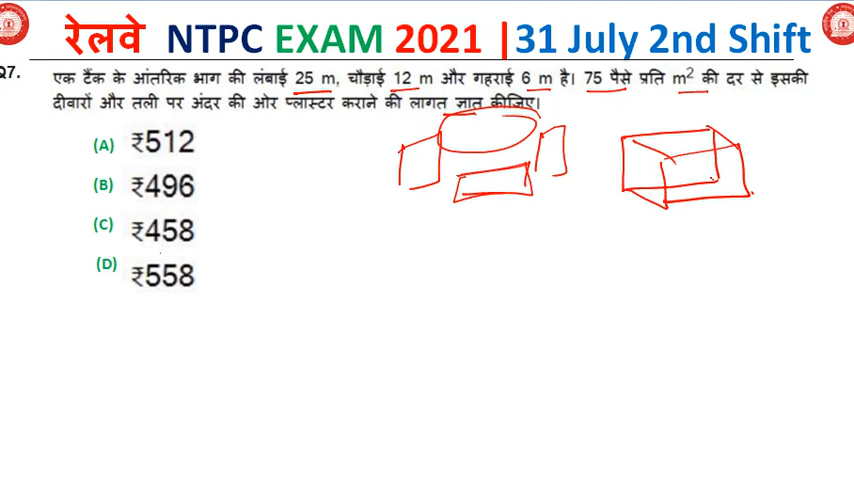 रेलवे NTPC EXAM 2021 |31 July 2nd Shift
Q7. एक टैंक के आंतरिक भाग की लंबाई 25 m, चौड़ाई 12 m और गहराई 6 m है। 75 पैसे प्रति m² की दर से इसकी
दीवारों और तली पर अंदर की ओर प्लास्टर कराने की लागत ज्ञात कीजिए।
(A) ₹512
(B) ₹496
(C) ₹458
(D) ₹558